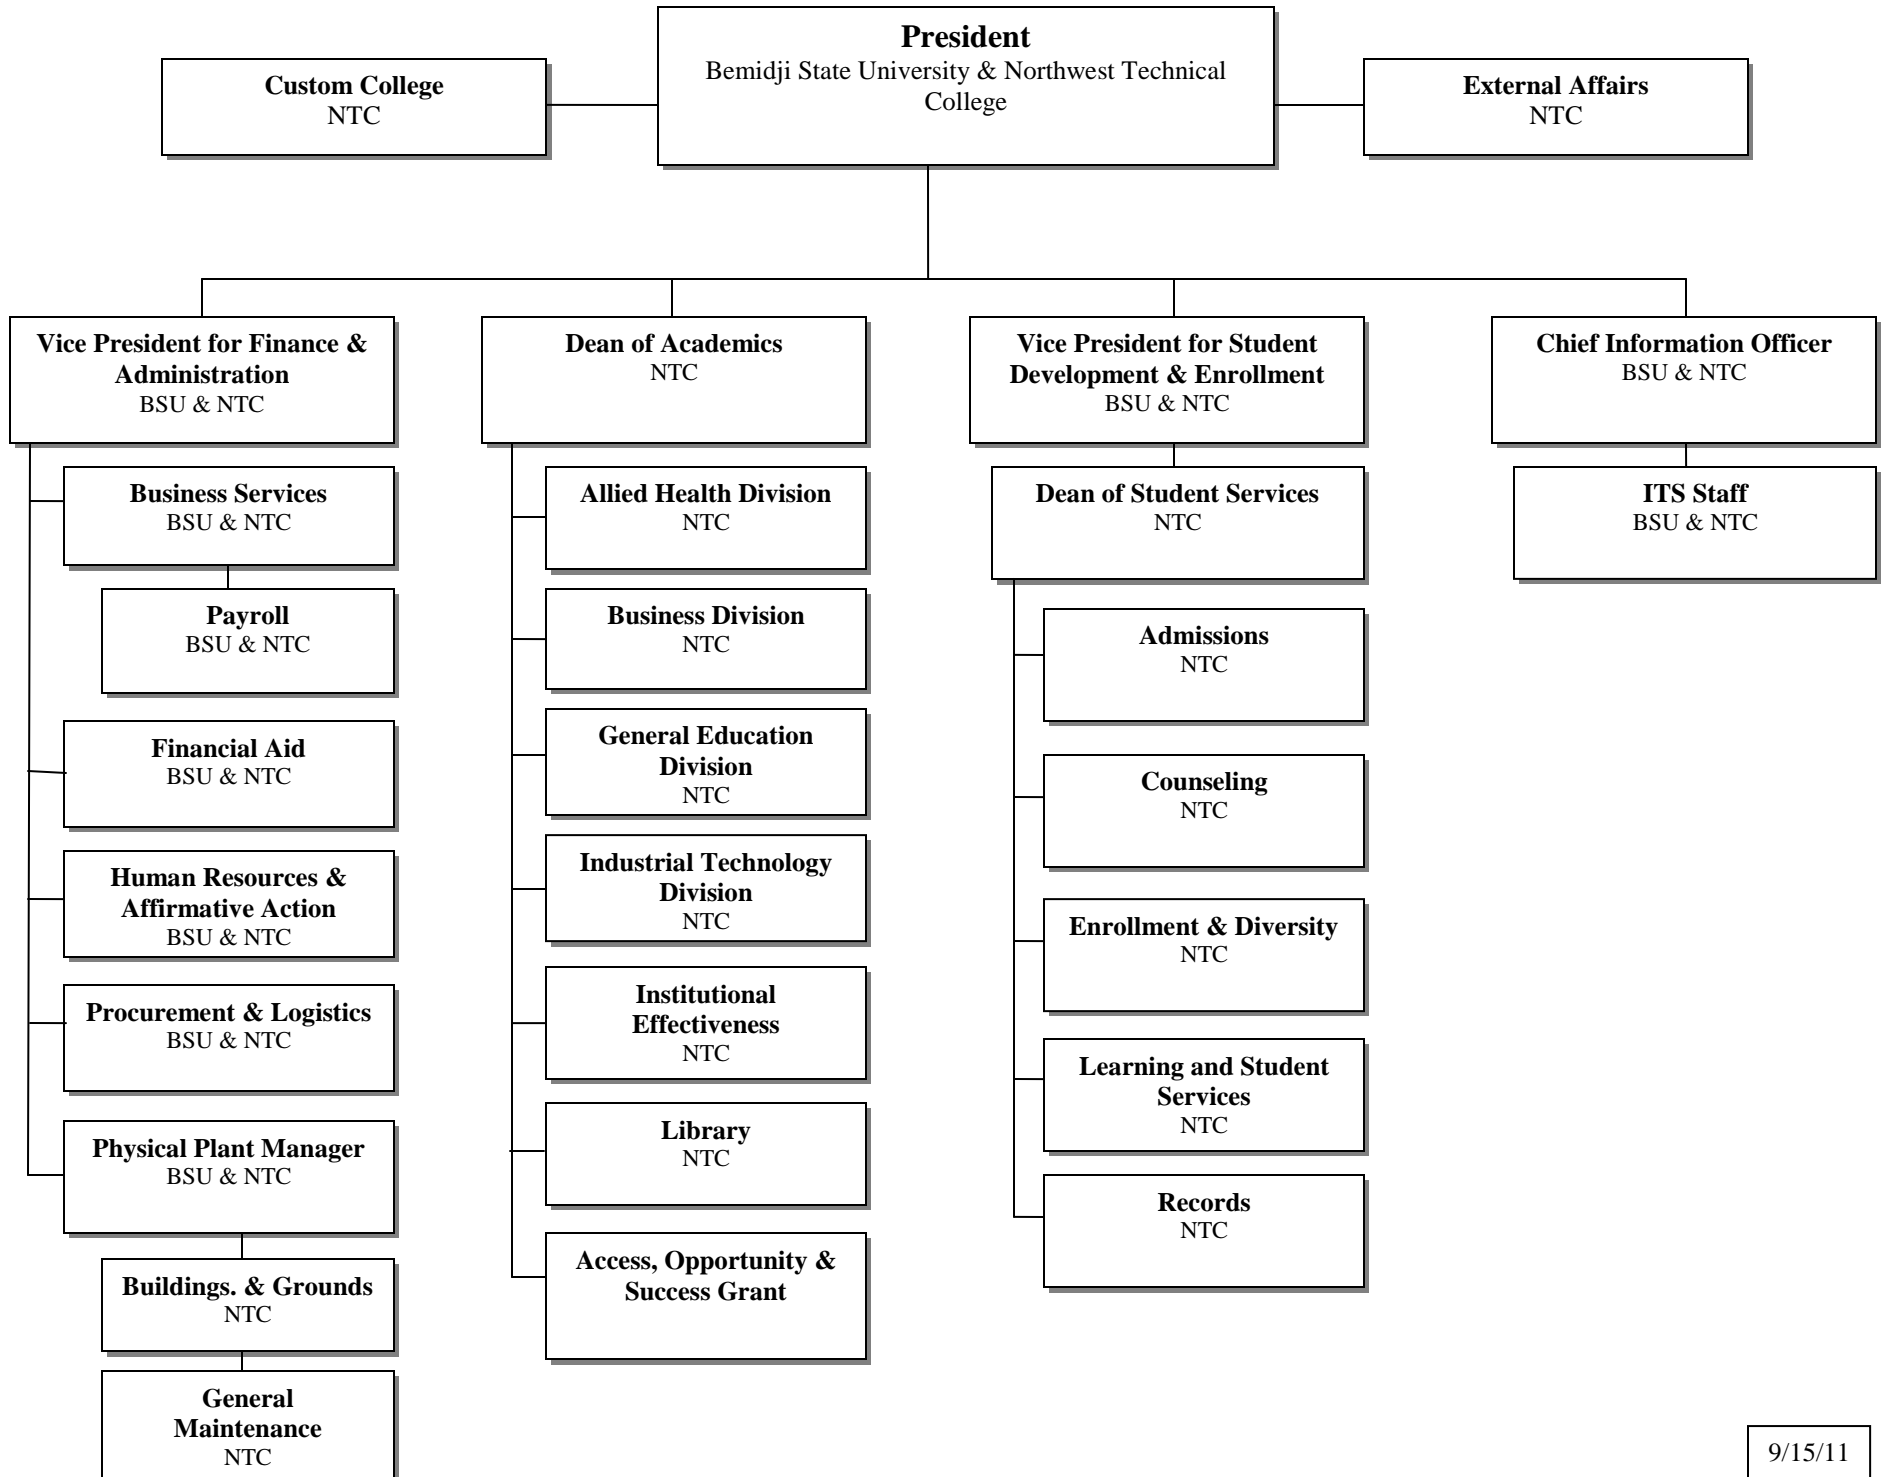 President
Bemidji State University & Northwest Technical
College
Custom College
NTC
External Affairs
NTC
Vice President for Finance &
Administration
BSU & NTC
Business Services
BSU & NTC
Payroll
BSU & NTC
Financial Aid
BSU & NTC
Human Resources &
Affirmative Action
BSU & NTC
Procurement & Logistics
BSU & NTC
Physical Plant Manager
BSU & NTC
Buildings. & Grounds
NTC
General
Maintenance
NTC
Dean of Academics
NTC
Allied Health Division
NTC
Business Division
NTC
General Education
Division
NTC
Industrial Technology
Division
NTC
Institutional
Effectiveness
NTC
Library
NTC
Access, Opportunity &
Success Grant
Vice President for Student
Development & Enrollment
BSU & NTC
Dean of Student Services
NTC
Admissions
NTC
Counseling
NTC
Enrollment & Diversity
NTC
Learning and Student
Services
NTC
Records
NTC
Chief Information Officer
BSU & NTC
ITS Staff
BSU & NTC
9/15/11